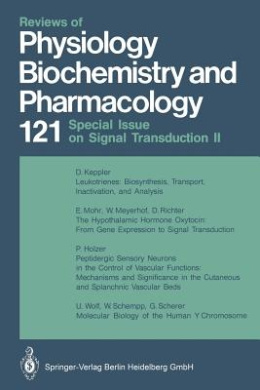 Reviews of
Physiology
Biochemistry and
Pharmacology
121 Special Issue
on Signal Transduction II
D. Keppler
Leukotrienes: Biosynthesis, Transport,
Inactivation, and Analysis
E. Mohr, W. Meyerhof, D. Richter
The Hypothalamic Hormone Oxytocin:
From Gene Expression to Signal Transduction
P. Holzer
Peptidergic Sensory Neurons
in the Control of Vascular Functions:
Mechanisms and Significance in the Cutaneous
and Splanchnic Vascular Beds
U. Wolf, W. Schempp, G. Scherer
Molecular Biology of the Human Y Chromosome
Springer-Verlag Berlin Heidelberg GmbH